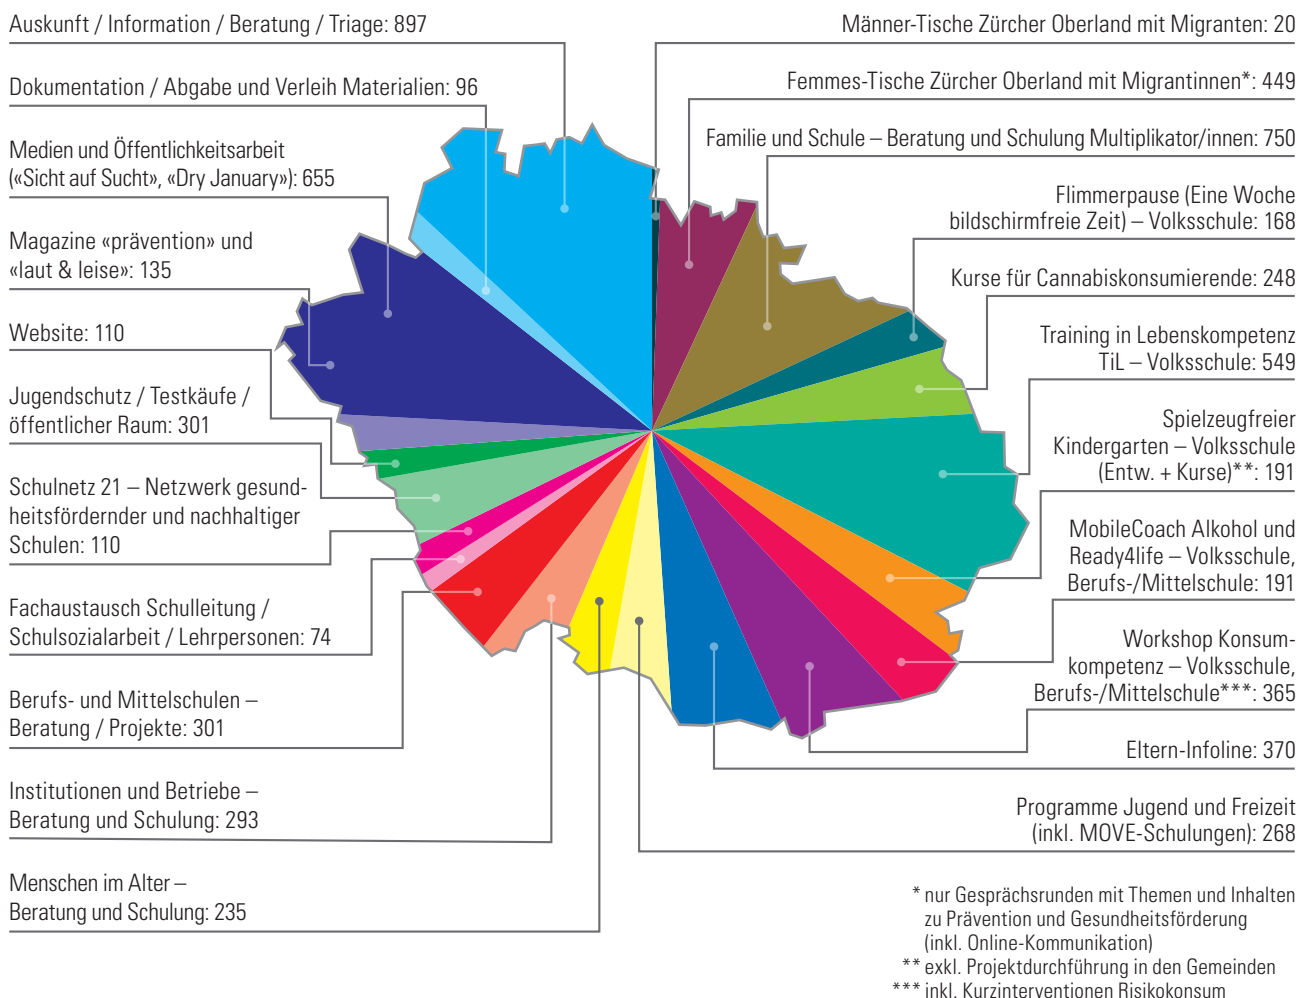 Auskunft / Information / Beratung / Triage: 897
Dokumentation / Abgabe und Verleih Materialien: 96
Medien und Öffentlichkeitsarbeit
(«Sicht auf Sucht», «Dry January»): 655
Magazine «prävention» und
«laut & leise»: 135
Website: 110
Jugendschutz / Testkäufe /
öffentlicher Raum: 301
Schulnetz 21 – Netzwerk gesund-
heitsfördernder und nachhaltiger
Schulen: 110
Fachaustausch Schulleitung /
Schulsozialarbeit / Lehrpersonen: 74
Berufs- und Mittelschulen –
Beratung / Projekte: 301
Institutionen und Betriebe –
Beratung und Schulung: 293
Menschen im Alter –
Beratung und Schulung: 235
Männer-Tische Zürcher Oberland mit Migranten: 20
Femmes-Tische Zürcher Oberland mit Migrantinnen*: 449
Familie und Schule – Beratung und Schulung Multiplikator/innen: 750
Flimmerpause (Eine Woche
bildschirmfreie Zeit) – Volksschule: 168
Kurse für Cannabiskonsumierende: 248
Training in Lebenskompetenz
TiL – Volksschule: 549
Spielzeugfreier
Kindergarten – Volksschule
(Entw. + Kurse)**: 191
MobileCoach Alkohol und
Ready4life – Volksschule,
Berufs-/Mittelschule: 191
Workshop Konsum-
kompetenz – Volksschule,
Berufs-/Mittelschule***: 365
Eltern-Infoline: 370
Programme Jugend und Freizeit
(inkl. MOVE-Schulungen): 268
* nur Gesprächsrunden mit Themen und Inhalten
zu Prävention und Gesundheitsförderung
(inkl. Online-Kommunikation)
** exkl. Projektdurchführung in den Gemeinden
*** inkl. Kurzinterventionen Risikokonsum